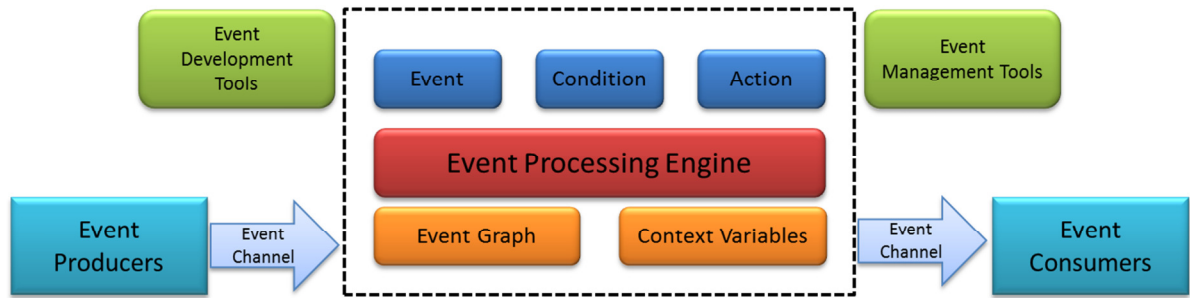 Event
Development
Tools
Event
Condition
Action
Event
Management Tools
Event Processing Engine
Event
Producers
Event
Channel
Event Graph
Context Variables
Event
Channel
Event
Consumers